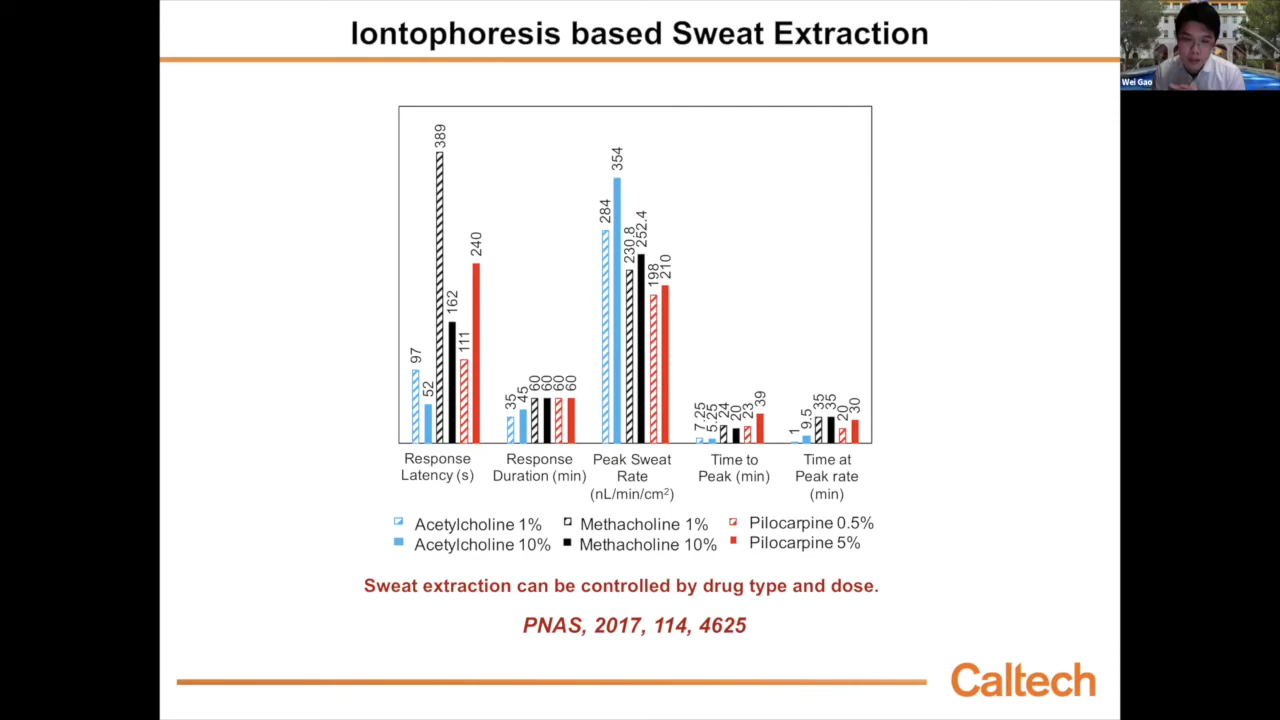 Iontophoresis based Sweat Extraction
Wei Gao
97
52
389
162
111
240
35
45
60
60
60
60
284
354
230.8
252.4
198
210
7.25
5.25
24
20
23
39
1
9.5
35
35
20
30
Response
Latency (s)
Response
Duration (min)
Peak Sweat
Rate
(nL/min/cm²)
Time to
Peak (min)
Time at
Peak rate
(min)
Acetylcholine 1%
Methacholine 1%
Pilocarpine 0.5%
Acetylcholine 10%
Methacholine 10%
Pilocarpine 5%
Sweat extraction can be controlled by drug type and dose.
PNAS, 2017, 114, 4625
Caltech